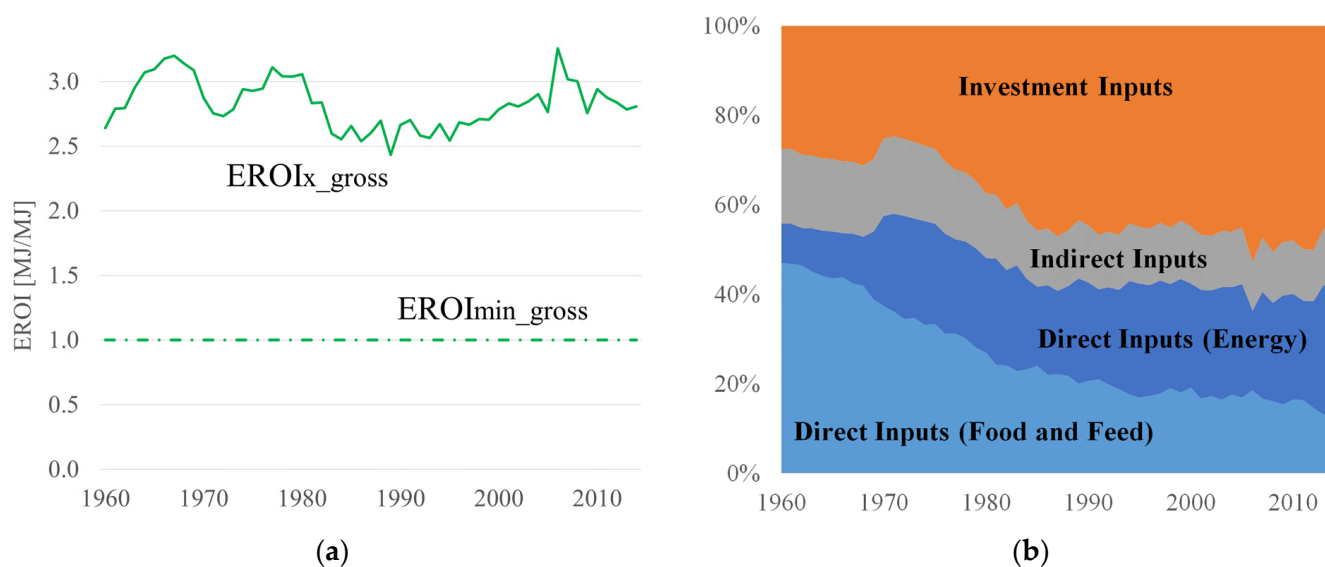 3.0
2.5
2.0
1.5
1.0
0.5
0.0
EROI [MJ/MJ]
EROIx_gross
EROImin_gross
1960 1970 1980 1990 2000 2010
(a)
100%
80%
60%
40%
20%
0%
Investment Inputs
Indirect Inputs
Direct Inputs (Energy)
Direct Inputs (Food and Feed)
1960 1970 1980 1990 2000 2010
(b)